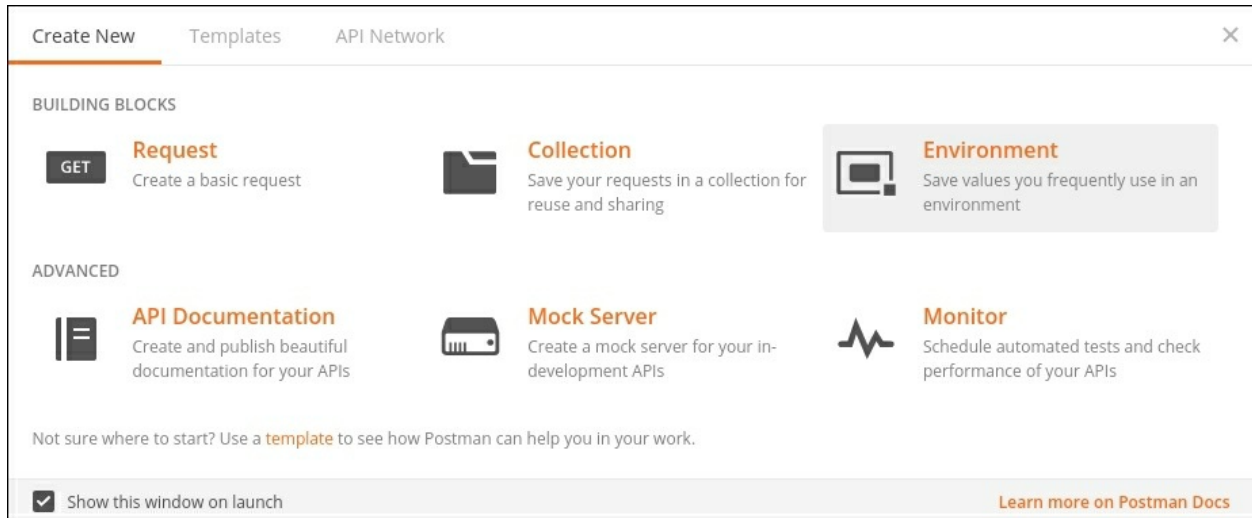 Create New
Templates
API Network
BUILDING BLOCKS
GET
Request
Create a basic request
Collection
Save your requests in a collection for
reuse and sharing
Environment
Save values you frequently use in an
environment
ADVANCED
API Documentation
Create and publish beautiful
documentation for your APIs
Mock Server
Create a mock server for your in-
development APIs
Monitor
Schedule automated tests and check
performance of your APIs
Not sure where to start? Use a template to see how Postman can help you in your work.
Show this window on launch
Learn more on Postman Docs